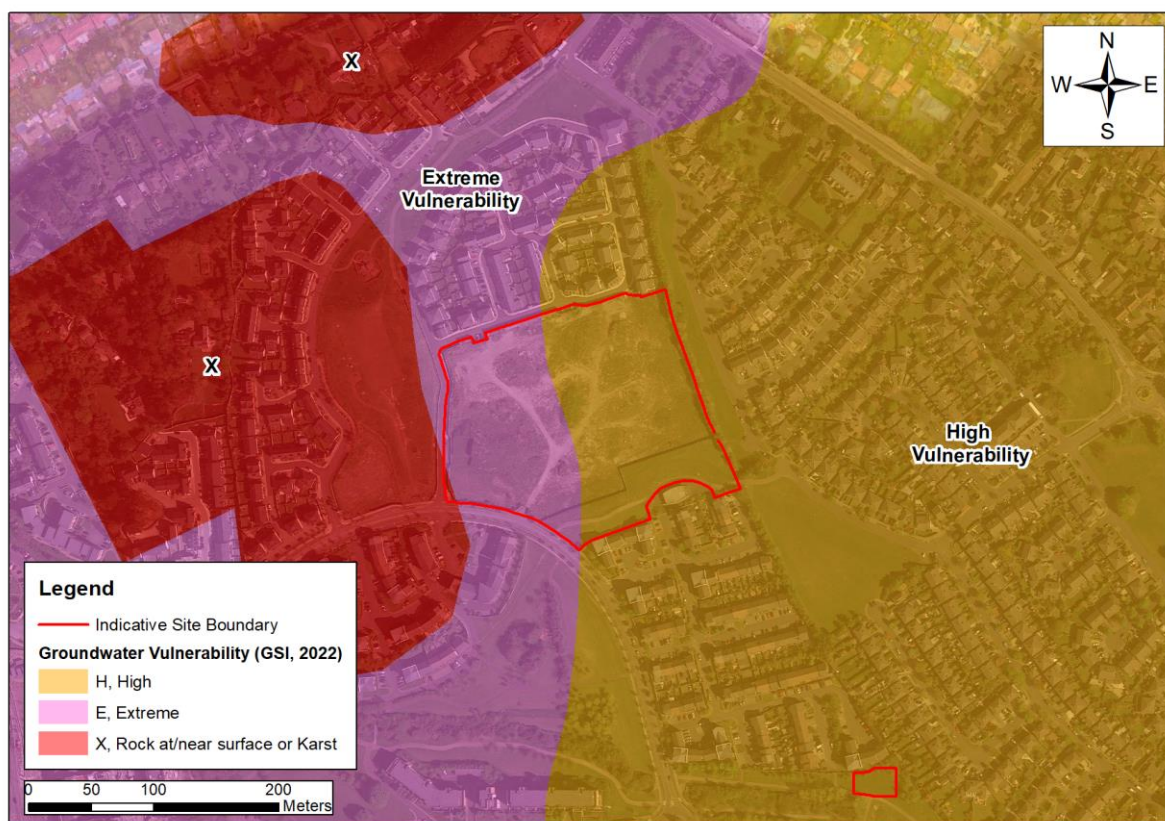 N
W E
S
X
Extreme
Vulnerability
X
High
Vulnerability
Legend
Indicative Site Boundary
Groundwater Vulnerability (GSI, 2022)
H, High
E, Extreme
X, Rock at/near surface or Karst
0 50 100 200
Meters